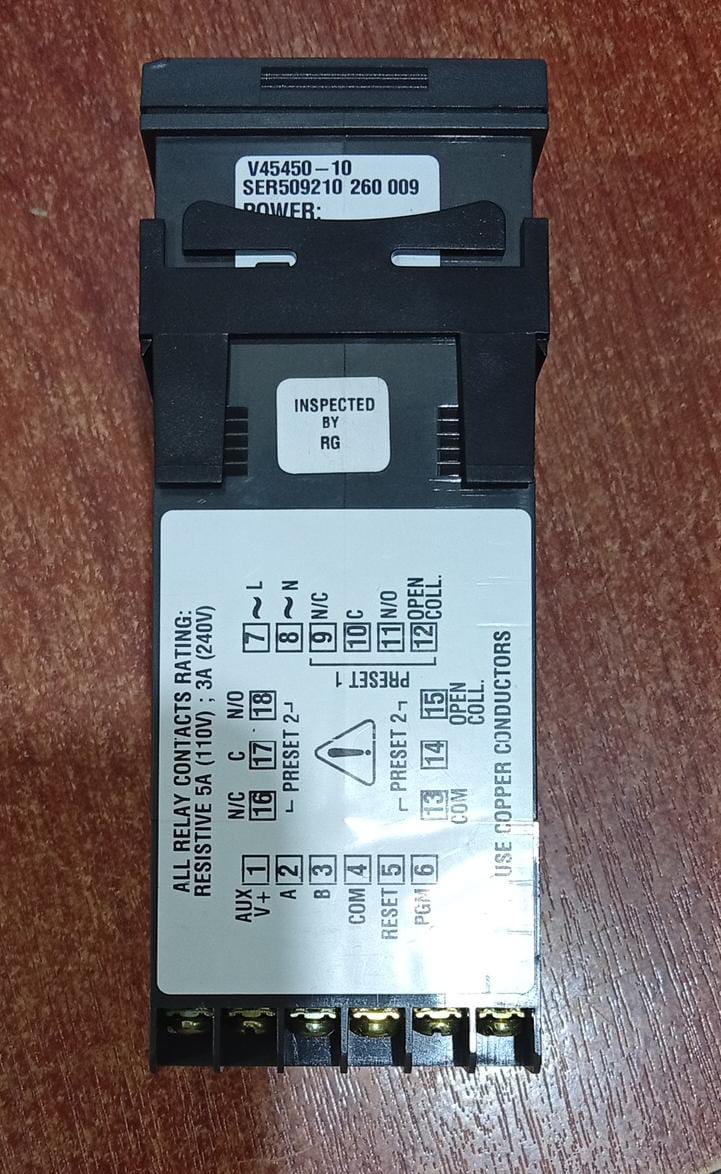 V45450-10
SER509210 260 009
POWER:
INSPECTED
BY
RG
ALL RELAY CONTACTS RATING:
RESISTIVE 5A (110V) ; 3A (240V)
AUX V+ 1
A 2
B 3
COM 4
RESET 5
PGM 6
N/C C N/O
16 17 18
PRESET 2
PRESET 2
13 14 15
COM OPEN COLL.
7 ~ L
8 ~ N
9 N/C
10 C
11 N/O
12 OPEN COLL.
PRESET 1
USE COPPER CONDUCTORS